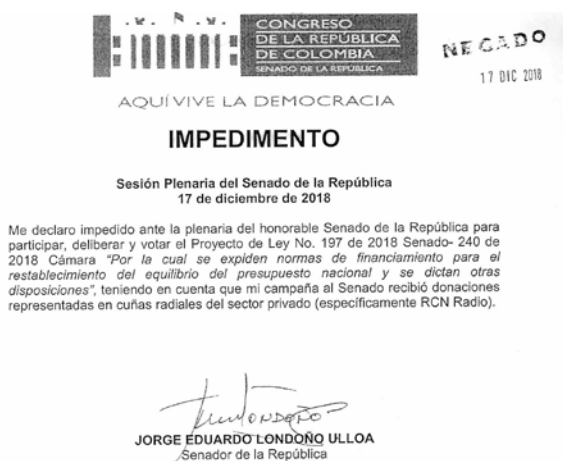 CONGRESO
DE LA REPÚBLICA
DE COLOMBIA
SENADO DE LA REPÚBLICA
NEGADO
17 DIC 2018
AQUÍ VIVE LA DEMOCRACIA
IMPEDIMENTO
Sesión Plenaria del Senado de la República
17 de diciembre de 2018
Me declaro impedido ante la plenaria del honorable Senado de la República para
participar, deliberar y votar el Proyecto de Ley No. 197 de 2018 Senado- 240 de
2018 Cámara "Por la cual se expiden normas de financiamiento para el
restablecimiento del equilibrio del presupuesto nacional y se dictan otras
disposiciones", teniendo en cuenta que mi campaña al Senado recibió donaciones
representadas en cuñas radiales del sector privado (específicamente RCN Radio).
JORGE EDUARDO LONDOÑO ULLOA
Senador de la República